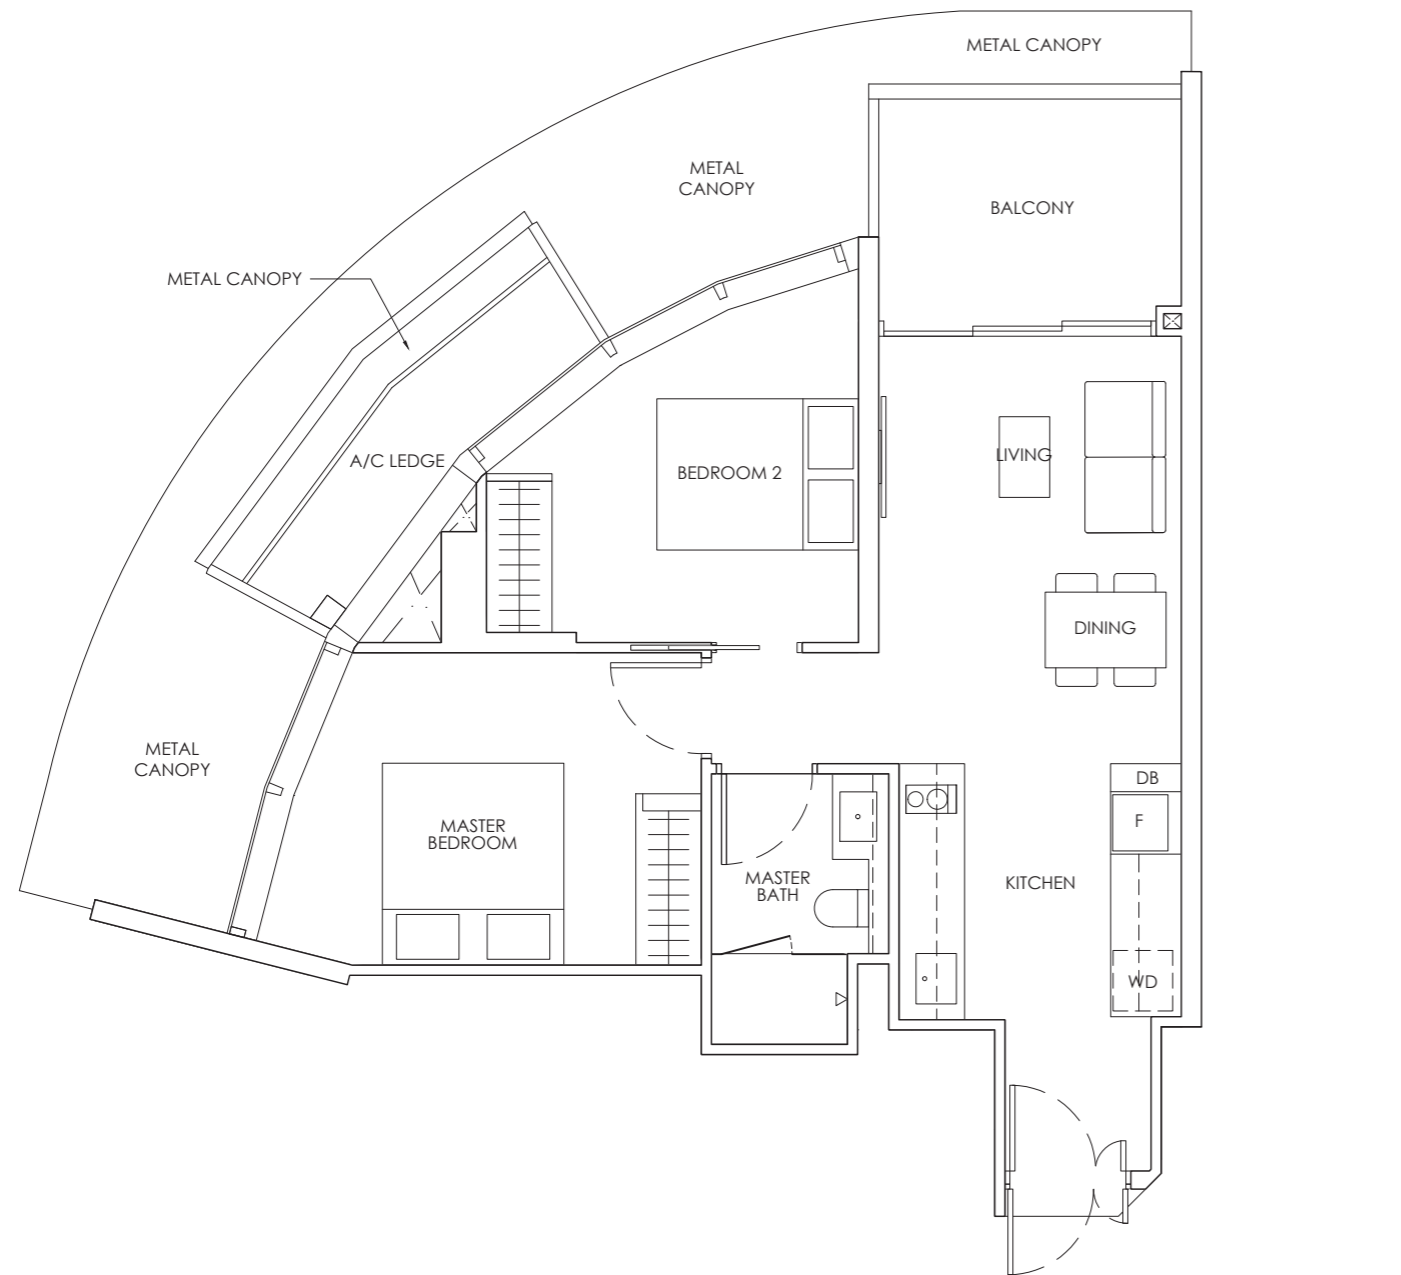 METAL CANOPY
METAL
CANOPY
BALCONY
METAL CANOPY
A/C LEDGE
BEDROOM 2
LIVING
DINING
METAL
CANOPY
DB
F
MASTER
BEDROOM
MASTER
BATH
KITCHEN
WD